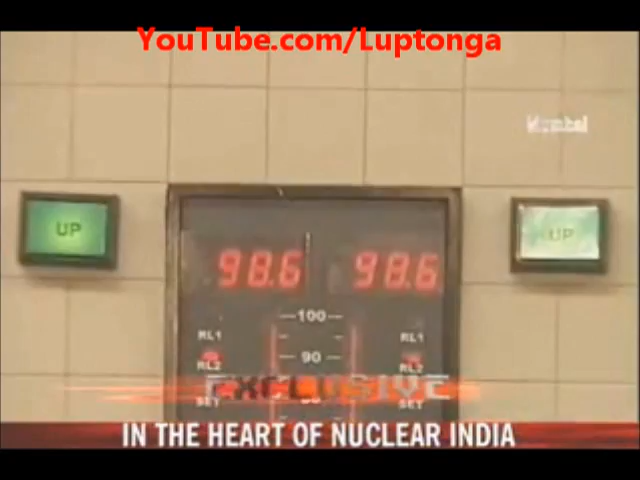 YouTube.com/Luptonga
Mumbai
UP
UP
98.6 98.6
100
RL1 RL1
90
RL2 RL2
EXCLUSIVE
SET SET
IN THE HEART OF NUCLEAR INDIA